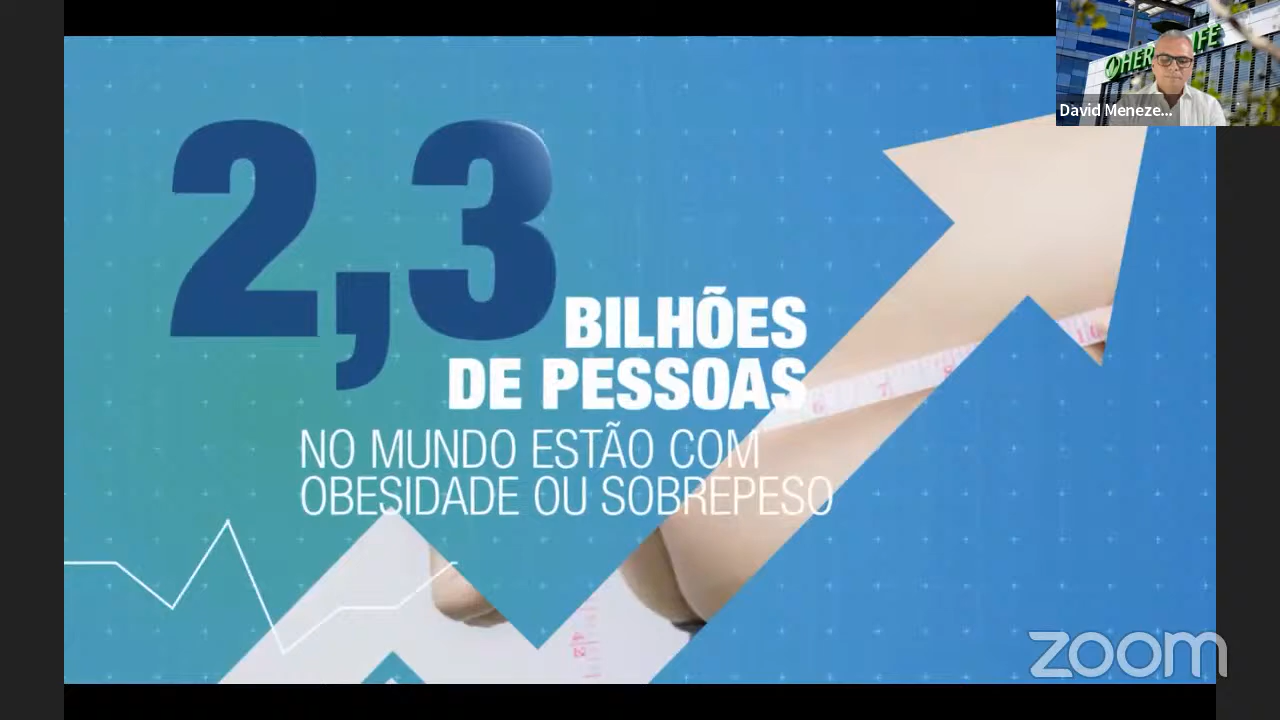 2,3
BILHÕES
DE PESSOAS
NO MUNDO ESTÃO COM
OBESIDADE OU SOBREPESO
David Meneze...
zoom